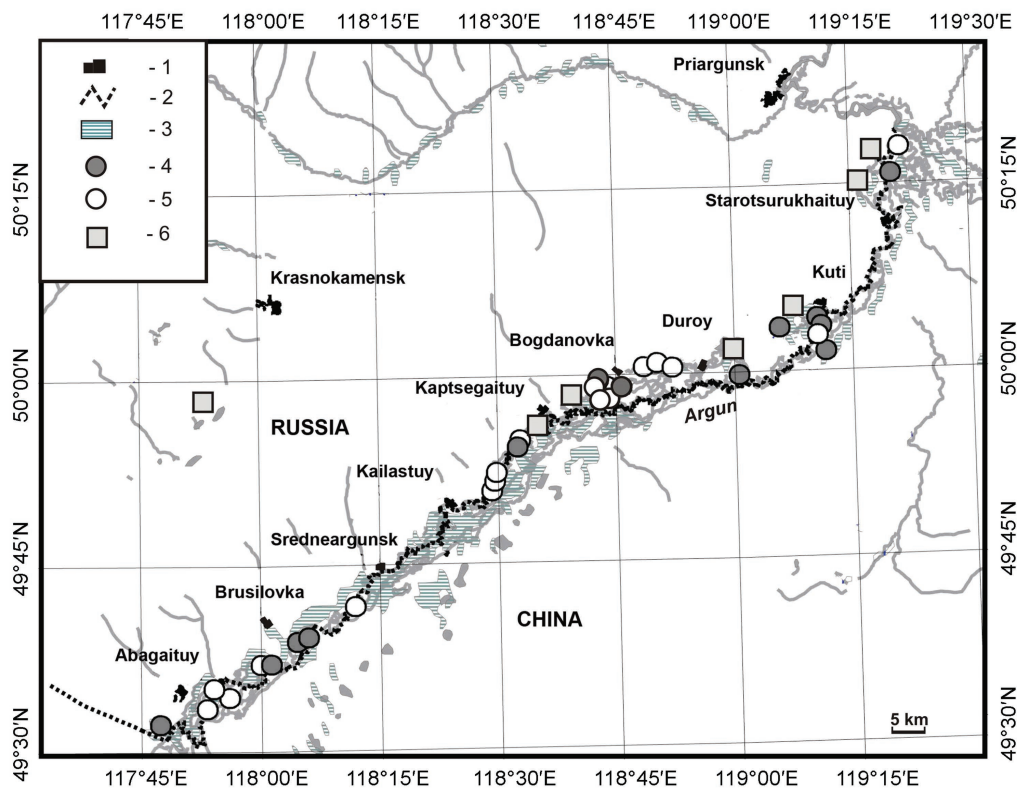 117°45'E 118°00'E 118°15'E 118°30'E 118°45'E 119°00'E 119°15'E 119°30'E
- 1
- 2
- 3
- 4
- 5
- 6
Priargunsk
50°15'N
50°15'N
Starotsurukhaituy
Krasnokamensk
Kuti
Duroy
Bogdanovka
50°00'N
50°00'N
Kaptsegaituy
Argun
RUSSIA
Kailastuy
49°45'N
49°45'N
Sredneargunsk
Brusilovka
CHINA
Abagaituy
5 km
49°30'N
49°30'N
117°45'E 118°00'E 118°15'E 118°30'E 118°45'E 119°00'E 119°15'E